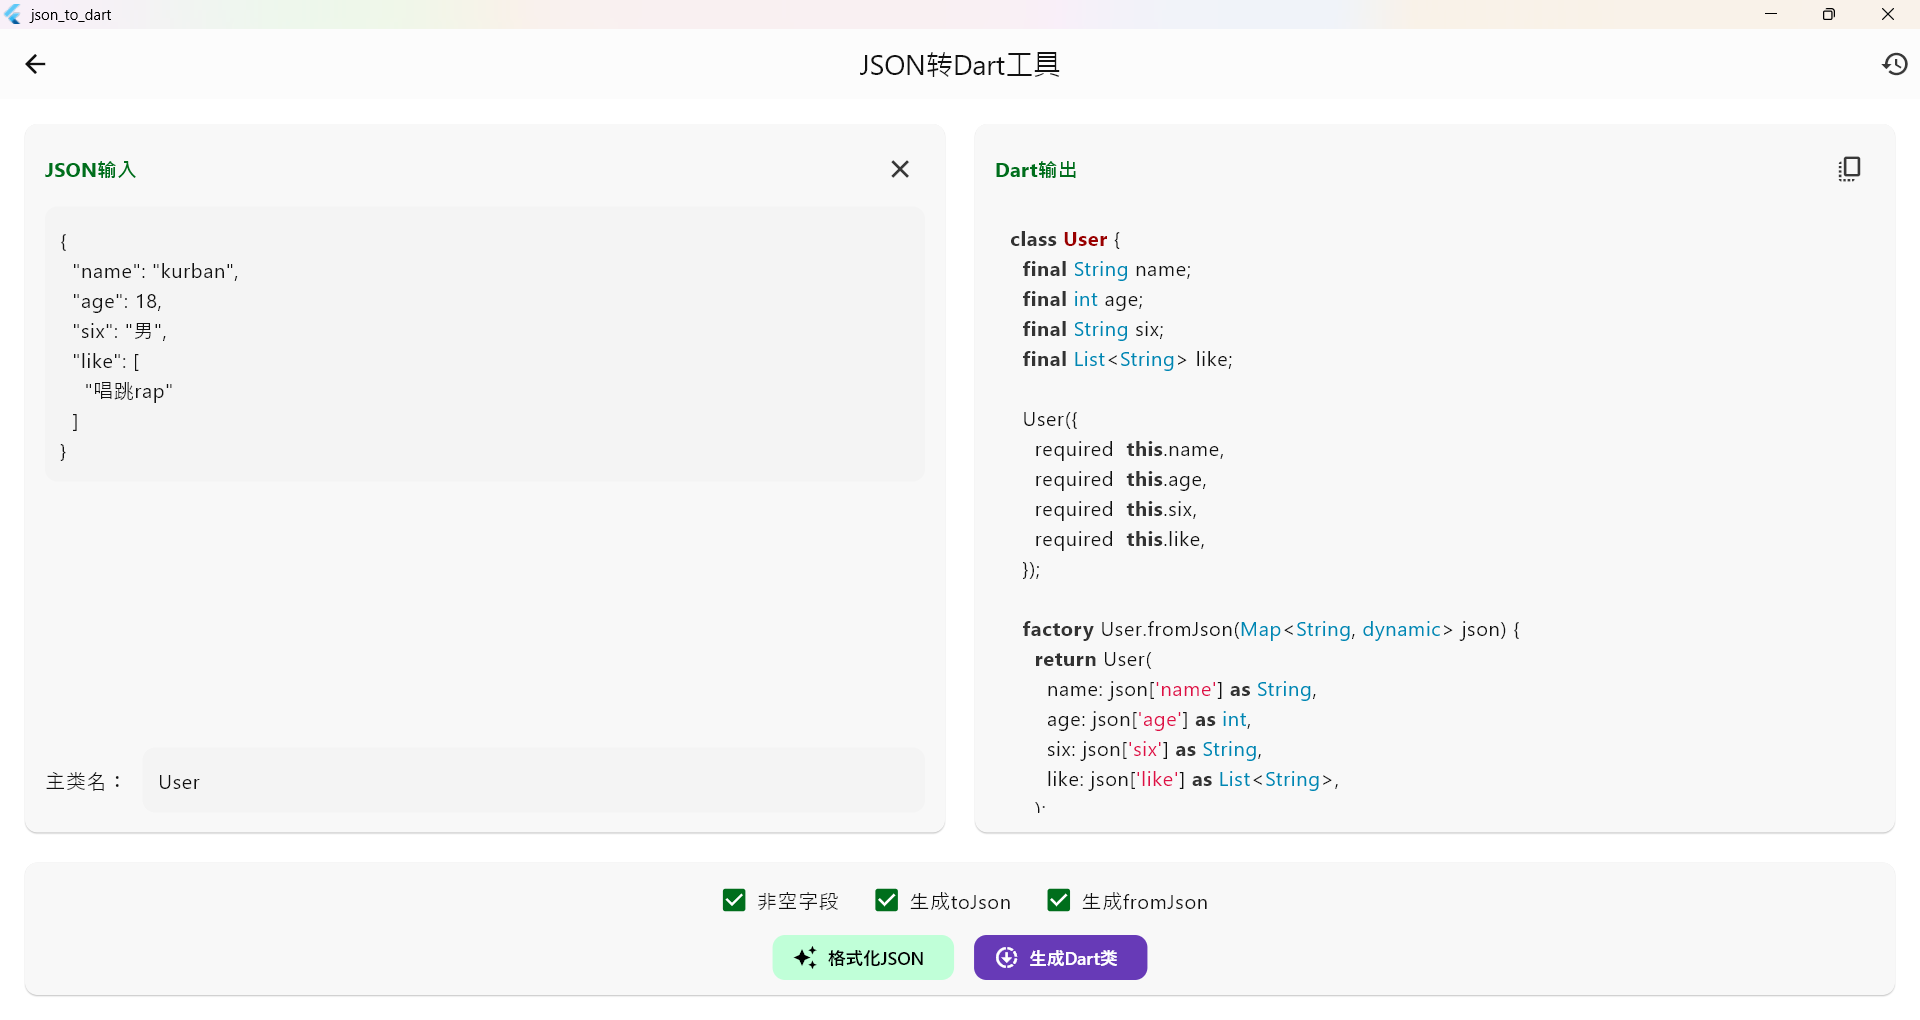 json_to_dart
JSON转Dart工具
JSON输入
{
"name": "kurban",
"age": 18,
"six": "男",
"like": [
"唱跳rap"
]
}
主类名：
User
Dart输出
class User {
final String name;
final int age;
final String six;
final List<String> like;
User({
required  this.name,
required  this.age,
required  this.six,
required  this.like,
});
factory User.fromJson(Map<String, dynamic> json) {
return User(
name: json['name'] as String,
age: json['age'] as int,
six: json['six'] as String,
like: json['like'] as List<String>,
);
非空字段
生成toJson
生成fromJson
格式化JSON
生成Dart类